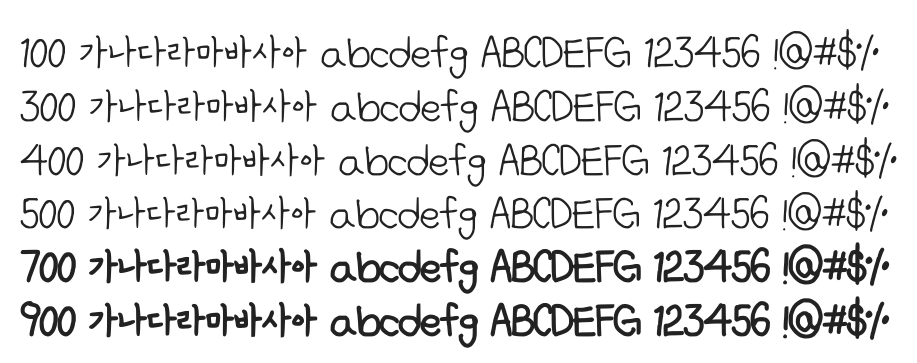 100 가나다라마바사아 abcdefg ABCDEFG 123456 !@#$%
300 가나다라마바사아 abcdefg ABCDEFG 123456 !@#$%
400 가나다라마바사아 abcdefg ABCDEFG 123456 !@#$%
500 가나다라마바사아 abcdefg ABCDEFG 123456 !@#$%
700 가나다라마바사아 abcdefg ABCDEFG 123456 !@#$%
900 가나다라마바사아 abcdefg ABCDEFG 123456 !@#$%